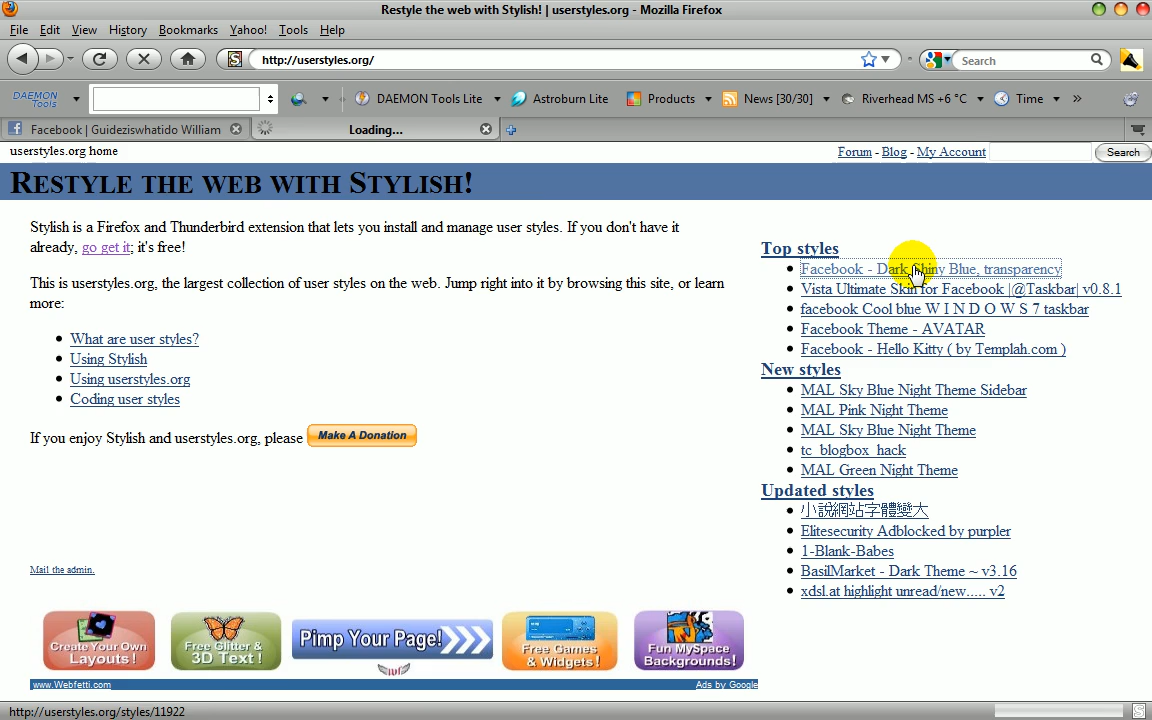 Restyle the web with Stylish! | userstyles.org - Mozilla Firefox
File Edit View History Bookmarks Yahoo! Tools Help
http://userstyles.org/
Search
DAEMON Tools
DAEMON Tools Lite
Astroburn Lite
Products
News [30/30]
Riverhead MS +6 °C
Time
»
Facebook | Guideziswhatido William
Loading...
userstyles.org home
Forum - Blog - My Account
Search
RESTYLE THE WEB WITH STYLISH!
Stylish is a Firefox and Thunderbird extension that lets you install and manage user styles. If you don't have it
already, go get it; it's free!
This is userstyles.org, the largest collection of user styles on the web. Jump right into it by browsing this site, or learn
more:
What are user styles?
Using Stylish
Using userstyles.org
Coding user styles
If you enjoy Stylish and userstyles.org, please Make A Donation
Mail the admin.
Top styles
Facebook - Dark Shiny Blue, transparency
Vista Ultimate Skin for Facebook |@Taskbar| v0.8.1
facebook Cool blue W I N D O W S 7 taskbar
Facebook Theme - AVATAR
Facebook - Hello Kitty ( by Templah.com )
New styles
MAL Sky Blue Night Theme Sidebar
MAL Pink Night Theme
MAL Sky Blue Night Theme
tc_blogbox_hack
MAL Green Night Theme
Updated styles
小說網站字體變大
Elitesecurity Adblocked by purpler
1-Blank-Babes
BasilMarket - Dark Theme ~ v3.16
xdsl.at highlight unread/new..... v2
Create Your Own
Layouts !
Free Glitter &
3D Text !
Pimp Your Page!
Free Games
& Widgets !
Fun MySpace
Backgrounds!
www.Webfetti.com
Ads by Google
http://userstyles.org/styles/11922